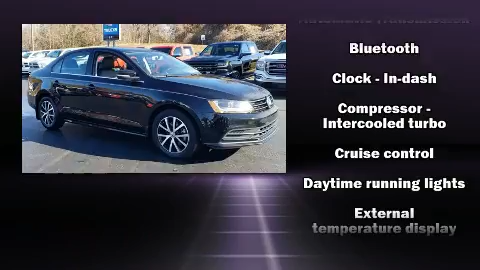 Bluetooth
Clock - In-dash
Compressor -
Intercooled turbo
Cruise control
Daytime running lights
External
temperature display